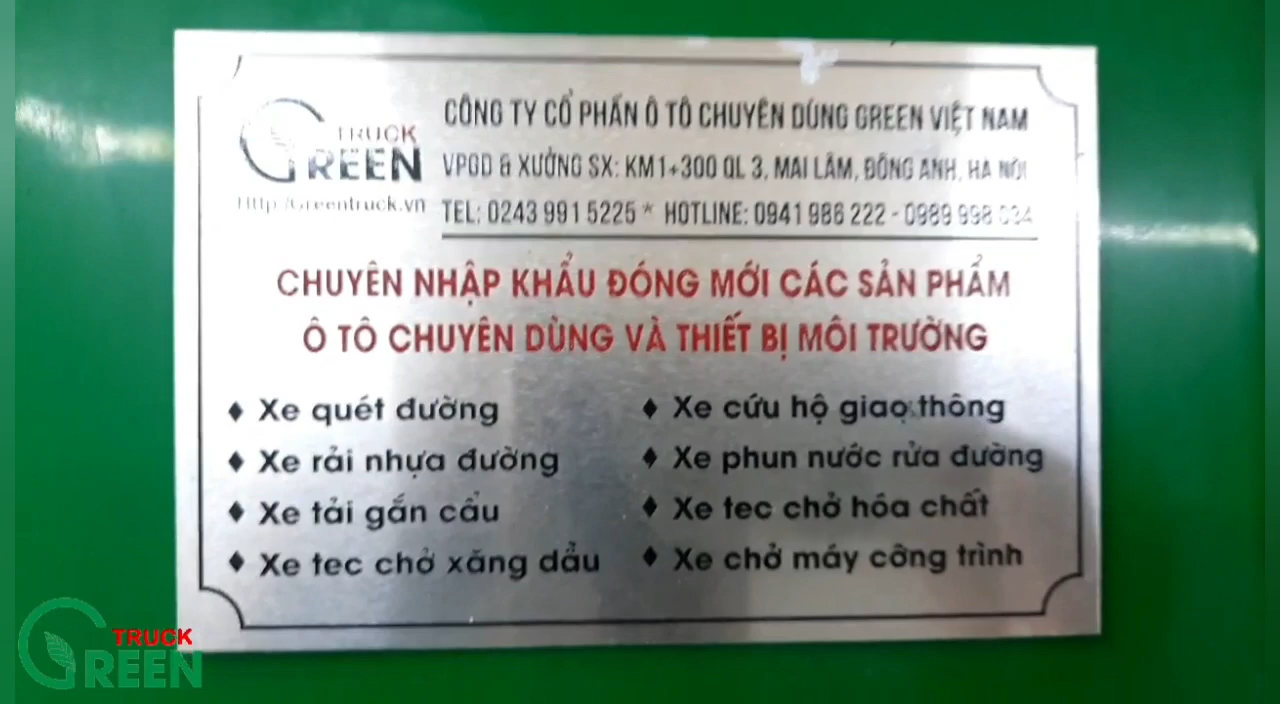 TRUCK
GREEN
Http://Greentruck.vn
CÔNG TY CỔ PHẦN Ô TÔ CHUYÊN DÙNG GREEN VIỆT NAM
VPGD & XƯỞNG SX: KM1+300 QL 3, MAI LÂM, ĐÔNG ANH, HÀ NỘI
TEL: 0243 991 5225 * HOTLINE: 0941 986 222 - 0989 998
CHUYÊN NHẬP KHẨU ĐÓNG MỚI CÁC SẢN PHẨM
Ô TÔ CHUYÊN DÙNG VÀ THIẾT BỊ MÔI TRƯỜNG
♦ Xe quét đường
♦ Xe rải nhựa đường
♦ Xe tải gắn cẩu
♦ Xe tec chở xăng dầu
♦ Xe cứu hộ giao thông
♦ Xe phun nước rửa đường
♦ Xe tec chở hóa chất
♦ Xe chở máy công trình
TRUCK
GREEN